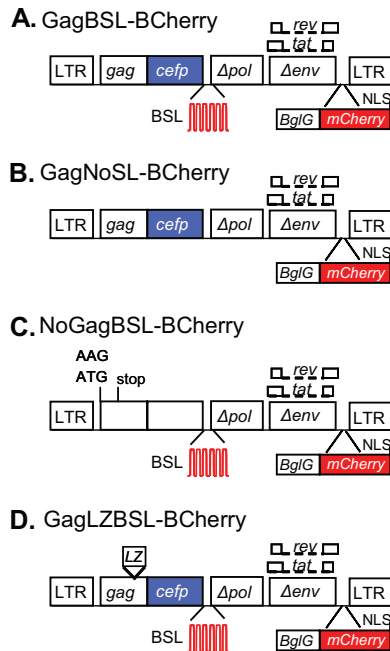 A. GagBSL-BCherry
rev
tat
LTR gag cefp Δpol Δenv LTR
BSL NLS
BglG mCherry
B. GagNoSL-BCherry
rev
tat
LTR gag cefp Δpol Δenv LTR
NLS
BglG mCherry
C. NoGagBSL-BCherry
AAG
ATG stop
rev
tat
LTR Δpol Δenv LTR
BSL NLS
BglG mCherry
D. GagLZBSL-BCherry
LZ
rev
tat
LTR gag cefp Δpol Δenv LTR
BSL NLS
BglG mCherry